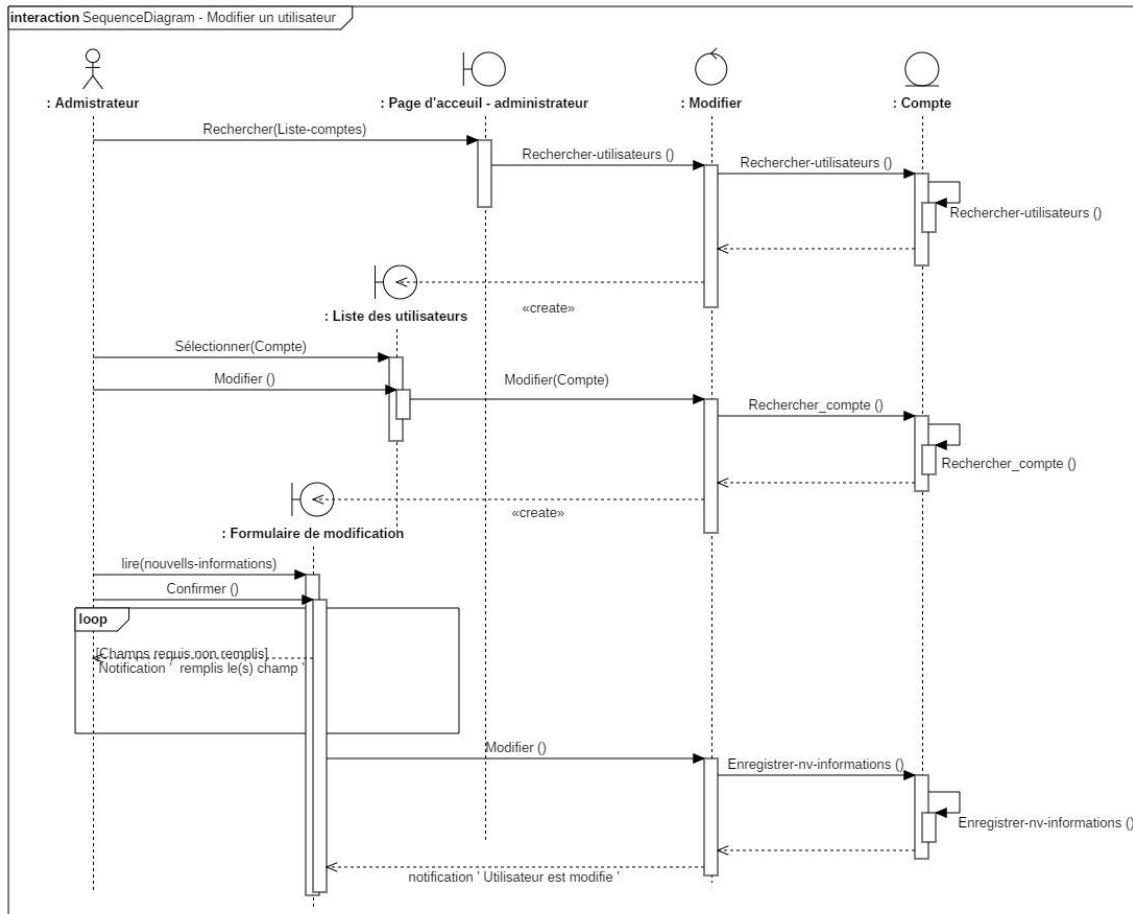 interaction SequenceDiagram - Modifier un utilisateur
: Admistrateur
: Page d'acceuil - administrateur
: Modifier
: Compte
Rechercher(Liste-comptes)
Rechercher-utilisateurs ()
Rechercher-utilisateurs ()
Rechercher-utilisateurs ()
«create»
: Liste des utilisateurs
Sélectionner(Compte)
Modifier ()
Modifier(Compte)
Rechercher_compte ()
Rechercher_compte ()
«create»
: Formulaire de modification
lire(nouvells-informations)
Confirmer ()
loop
[Champs requis non remplis]
Notification ' remplis le(s) champ '
Modifier ()
Enregistrer-nv-informations ()
Enregistrer-nv-informations ()
notification ' Utilisateur est modifie '